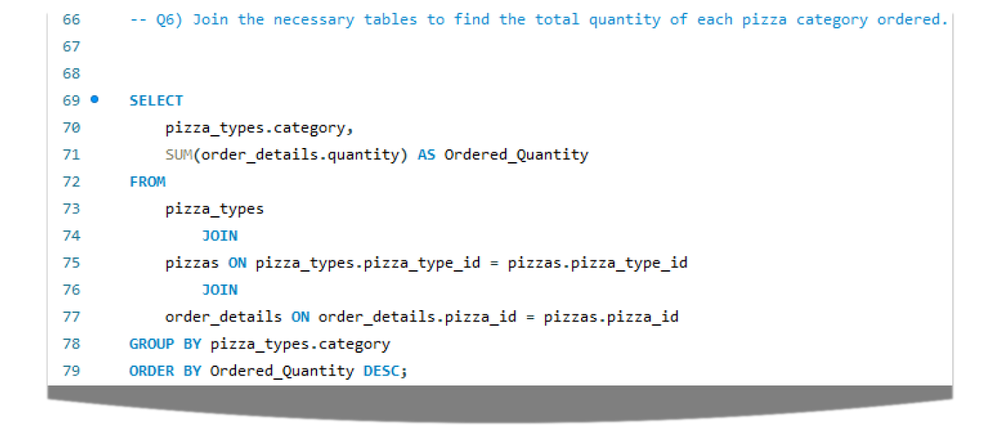 66 -- Q6) Join the necessary tables to find the total quantity of each pizza category ordered.
67
68
69 SELECT
70 pizza_types.category,
71 SUM(order_details.quantity) AS Ordered_Quantity
72 FROM
73 pizza_types
74 JOIN
75 pizzas ON pizza_types.pizza_type_id = pizzas.pizza_type_id
76 JOIN
77 order_details ON order_details.pizza_id = pizzas.pizza_id
78 GROUP BY pizza_types.category
79 ORDER BY Ordered_Quantity DESC;